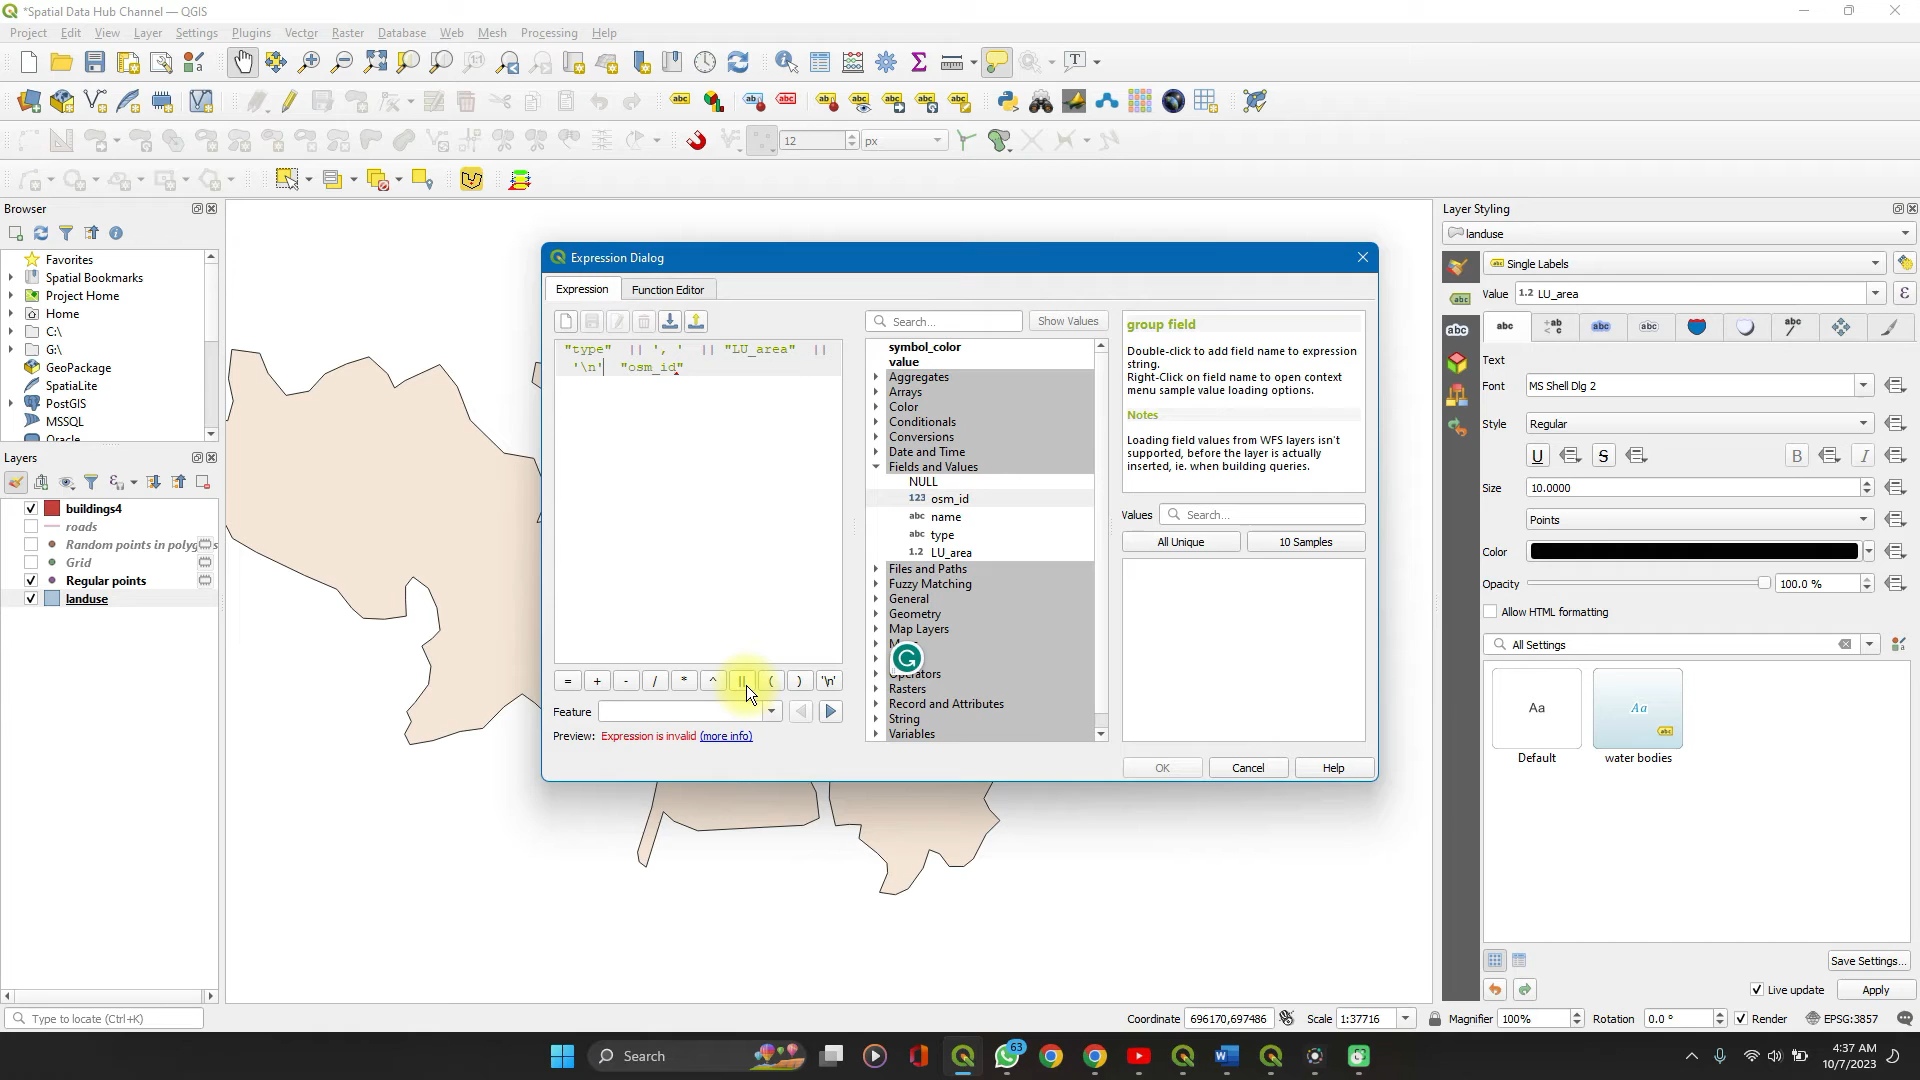 *Spatial Data Hub Channel — QGIS
Project Edit View Layer Settings Plugins Vector Raster Database Web Mesh Processing Help
12 px
Browser
Favorites
Spatial Bookmarks
Project Home
Home
C:\
G:\
GeoPackage
SpatiaLite
PostGIS
MSSQL
Oracle
Layers
buildings4
roads
Random points in polygons
Grid
Regular points
landuse
Expression Dialog
Expression Function Editor
"type" || ', ' || "LU_area" ||
'\n' "osm_id"
= + - / * ^ || ( ) '\n'
Feature
Preview: Expression is invalid (more info)
Search... Show Values
symbol_color
value
Aggregates
Arrays
Color
Conditionals
Conversions
Date and Time
Fields and Values
NULL
123 osm_id
abc name
abc type
1.2 LU_area
Files and Paths
Fuzzy Matching
General
Geometry
Map Layers
Operators
Rasters
Record and Attributes
String
Variables
group field
Double-click to add field name to expression
string.
Right-Click on field name to open context
menu sample value loading options.
Notes
Loading field values from WFS layers isn't
supported, before the layer is actually
inserted, ie. when building queries.
Values Search...
All Unique 10 Samples
OK Cancel Help
Layer Styling
landuse
Single Labels
Value 1.2 LU_area
Text
Font MS Shell Dlg 2
Style Regular
U S B I
Size 10.0000
Points
Color
Opacity 100.0 %
Allow HTML formatting
All Settings
Aa Aa
Default water bodies
Save Settings...
Live update Apply
Type to locate (Ctrl+K)
Coordinate 696170,697486 Scale 1:37716 Magnifier 100% Rotation 0.0 ° Render EPSG:3857
Search 63
4:37 AM
10/7/2023